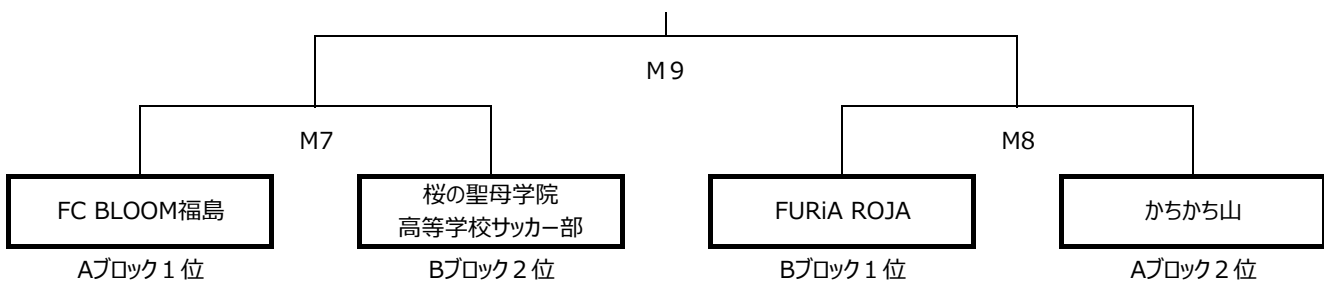 M９
M7
M8
FC BLOOM福島
桜の聖母学院
高等学校サッカー部
FURiA ROJA
かちかち山
Aブロック１位
Bブロック２位
Bブロック１位
Aブロック２位